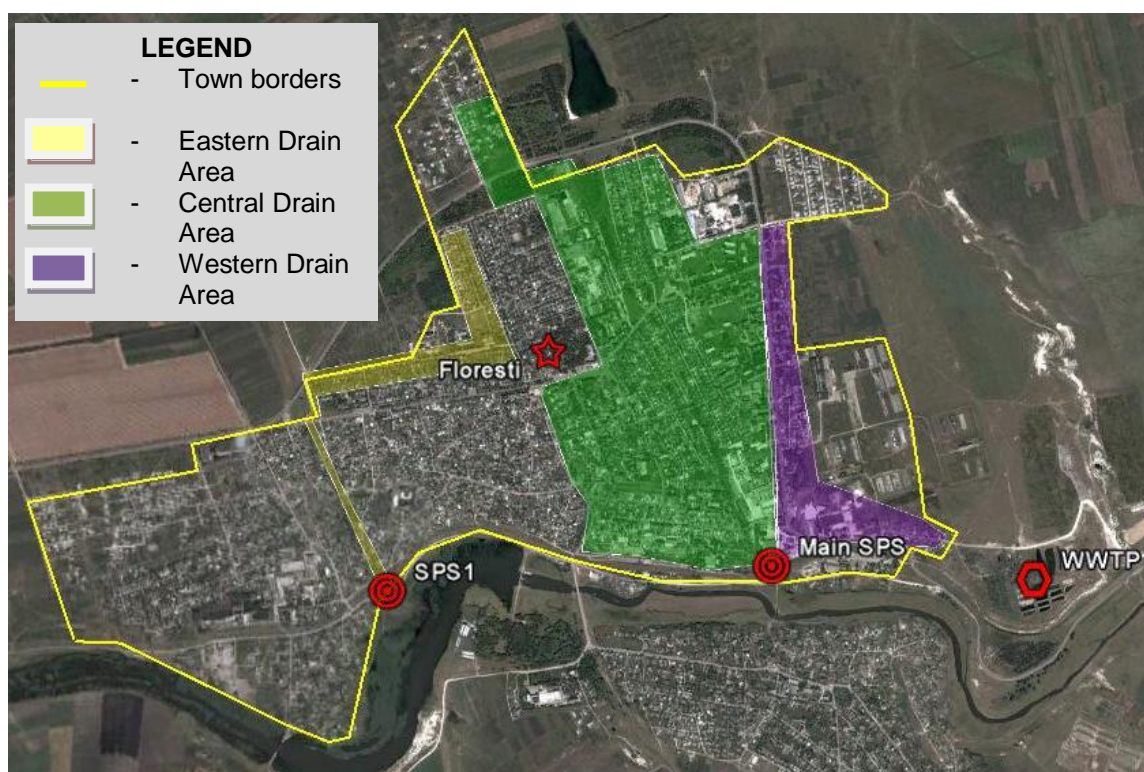 LEGEND
- Town borders
- Eastern Drain
Area
- Central Drain
Area
- Western Drain
Area
Floresti
Main SPS
SPS1
WWTP